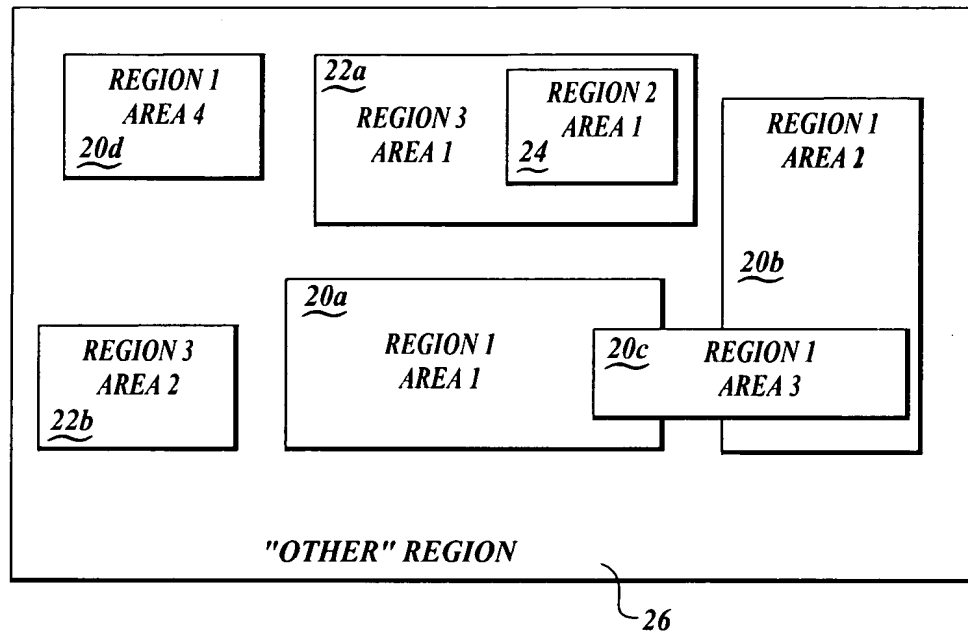 REGION 1
AREA 4
20d
22a
REGION 3
AREA 1
REGION 2
AREA 1
24
REGION 1
AREA 2
20b
20a
REGION 1
AREA 1
20c
REGION 1
AREA 3
REGION 3
AREA 2
22b
"OTHER" REGION
26